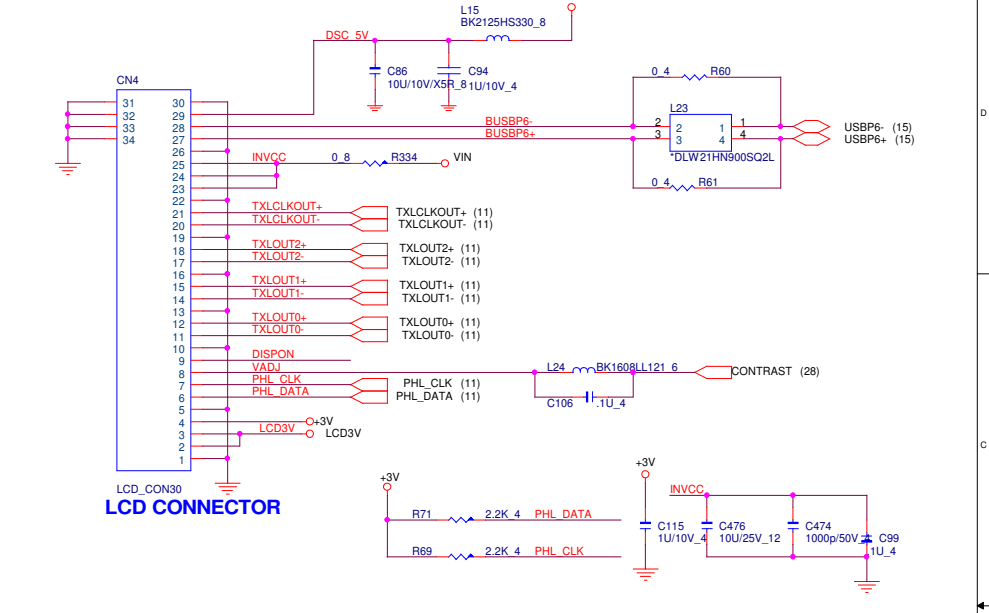 L15
BK2125HS330_8
DSC_5V
C86
10U/10V/X5R_8
C94
1U/10V_4
CN4
31
32
33
34
30
29
28
27
26
25
24
23
22
21
20
19
18
17
16
15
14
13
12
11
10
9
8
7
6
5
4
3
2
1
0_4 R60
L23
BUSBP6- 2 2 1 1 USBP6- (15)
BUSBP6+ 3 3 4 4 USBP6+ (15)
*DLW21HN900SQ2L
0_4 R61
INVCC 0_8 R334 VIN
TXLCLKOUT+ TXLCLKOUT+ (11)
TXLCLKOUT- TXLCLKOUT- (11)
TXLOUT2+ TXLOUT2+ (11)
TXLOUT2- TXLOUT2- (11)
TXLOUT1+ TXLOUT1+ (11)
TXLOUT1- TXLOUT1- (11)
TXLOUT0+ TXLOUT0+ (11)
TXLOUT0- TXLOUT0- (11)
DISPON
VADJ L24 BK1608LL121_6 CONTRAST (28)
PHL_CLK PHL_CLK (11)
PHL_DATA PHL_DATA (11)
C106 .1U_4
+3V
LCD3V LCD3V
LCD_CON30
LCD CONNECTOR
+3V
R71 2.2K_4 PHL_DATA
R69 2.2K_4 PHL_CLK
+3V
C115
1U/10V_4
INVCC
C476
10U/25V_12
C474
1000p/50V_4
C99
.1U_4
D
C